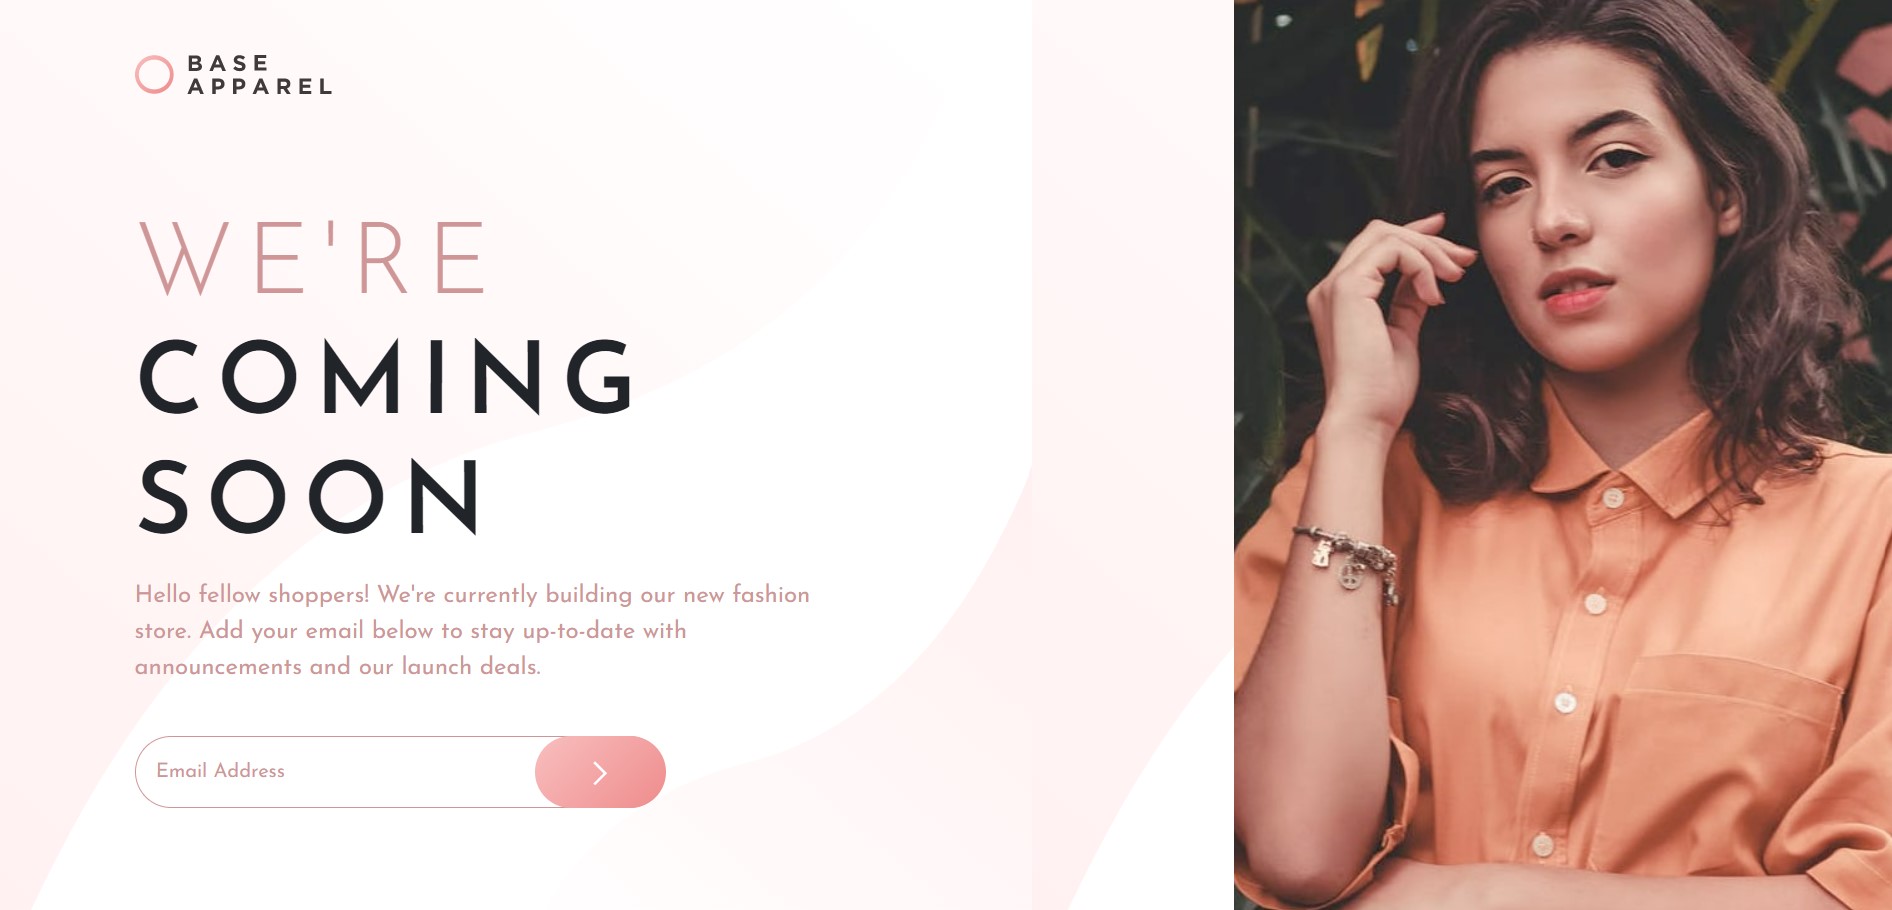 BASE
APPAREL
WE'RE
COMING
SOON
Hello fellow shoppers! We're currently building our new fashion
store. Add your email below to stay up-to-date with
announcements and our launch deals.
Email Address